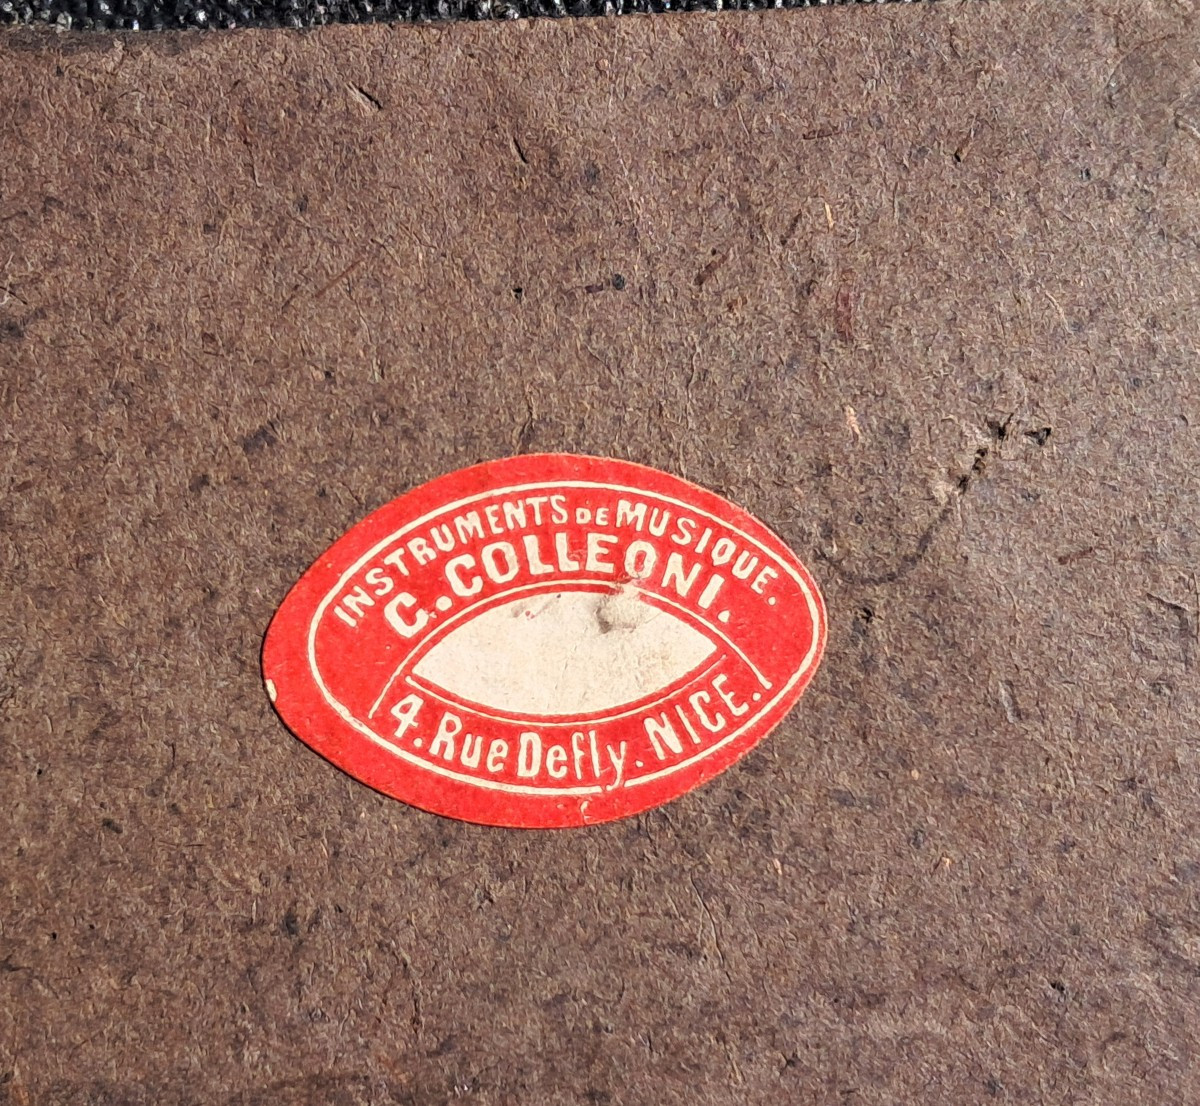 INSTRUMENTS DE MUSIQUE.
C. COLLEONI.
4. Rue Defly. NICE.